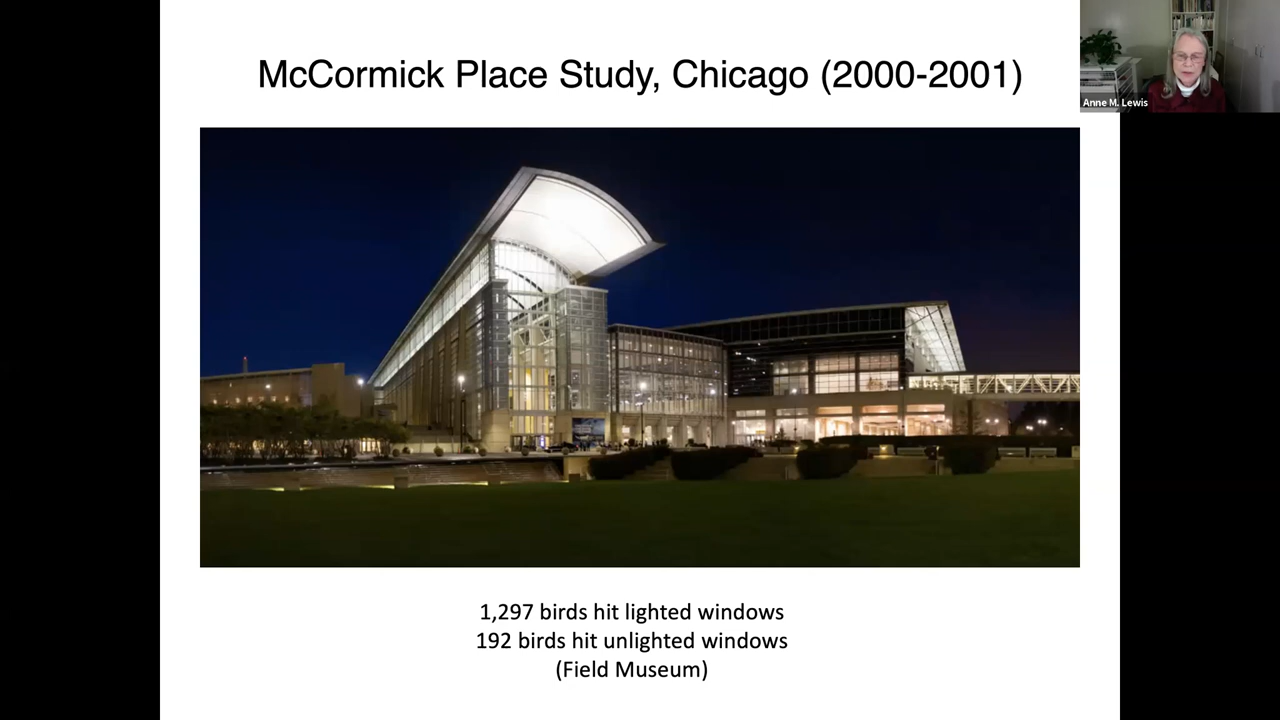 McCormick Place Study, Chicago (2000-2001)
Anne M. Lewis
1,297 birds hit lighted windows
192 birds hit unlighted windows
(Field Museum)